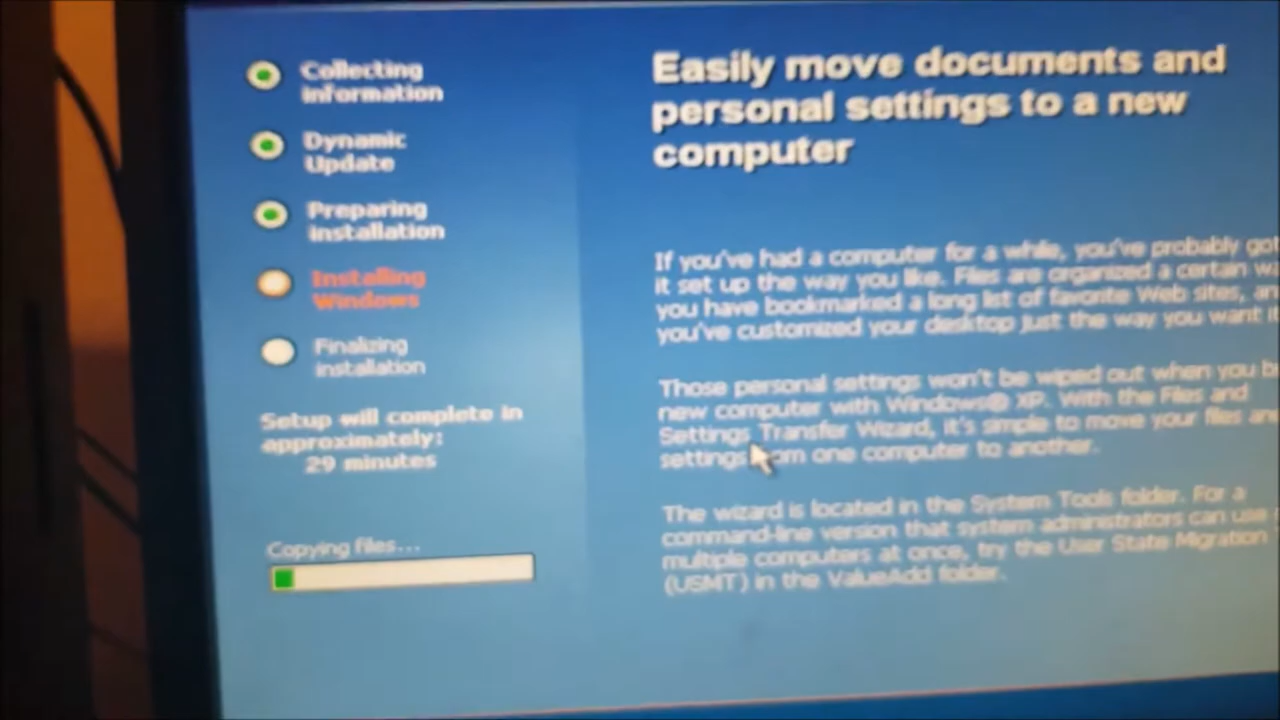 Collecting
information
Dynamic
Update
Preparing
installation
Installing
Windows
Finalizing
installation
Setup will complete in
approximately:
29 minutes
Copying files...
Easily move documents and
personal settings to a new
computer
If you've had a computer for a while, you've probably got
it set up the way you like. Files are organized a certain
you have bookmarked a long list of favorite Web sites,
you've customized your desktop just the way you want
Those personal settings won't be wiped out when you
new computer with Windows® XP. With the Files and
Settings Transfer Wizard, it's simple to move your files
settings one computer to another.
The wizard is located in the System Tools folder. For a
command-line version that system administrators can use
multiple computers at once, try the User State Migration
(USMT) in the ValueAdd folder.